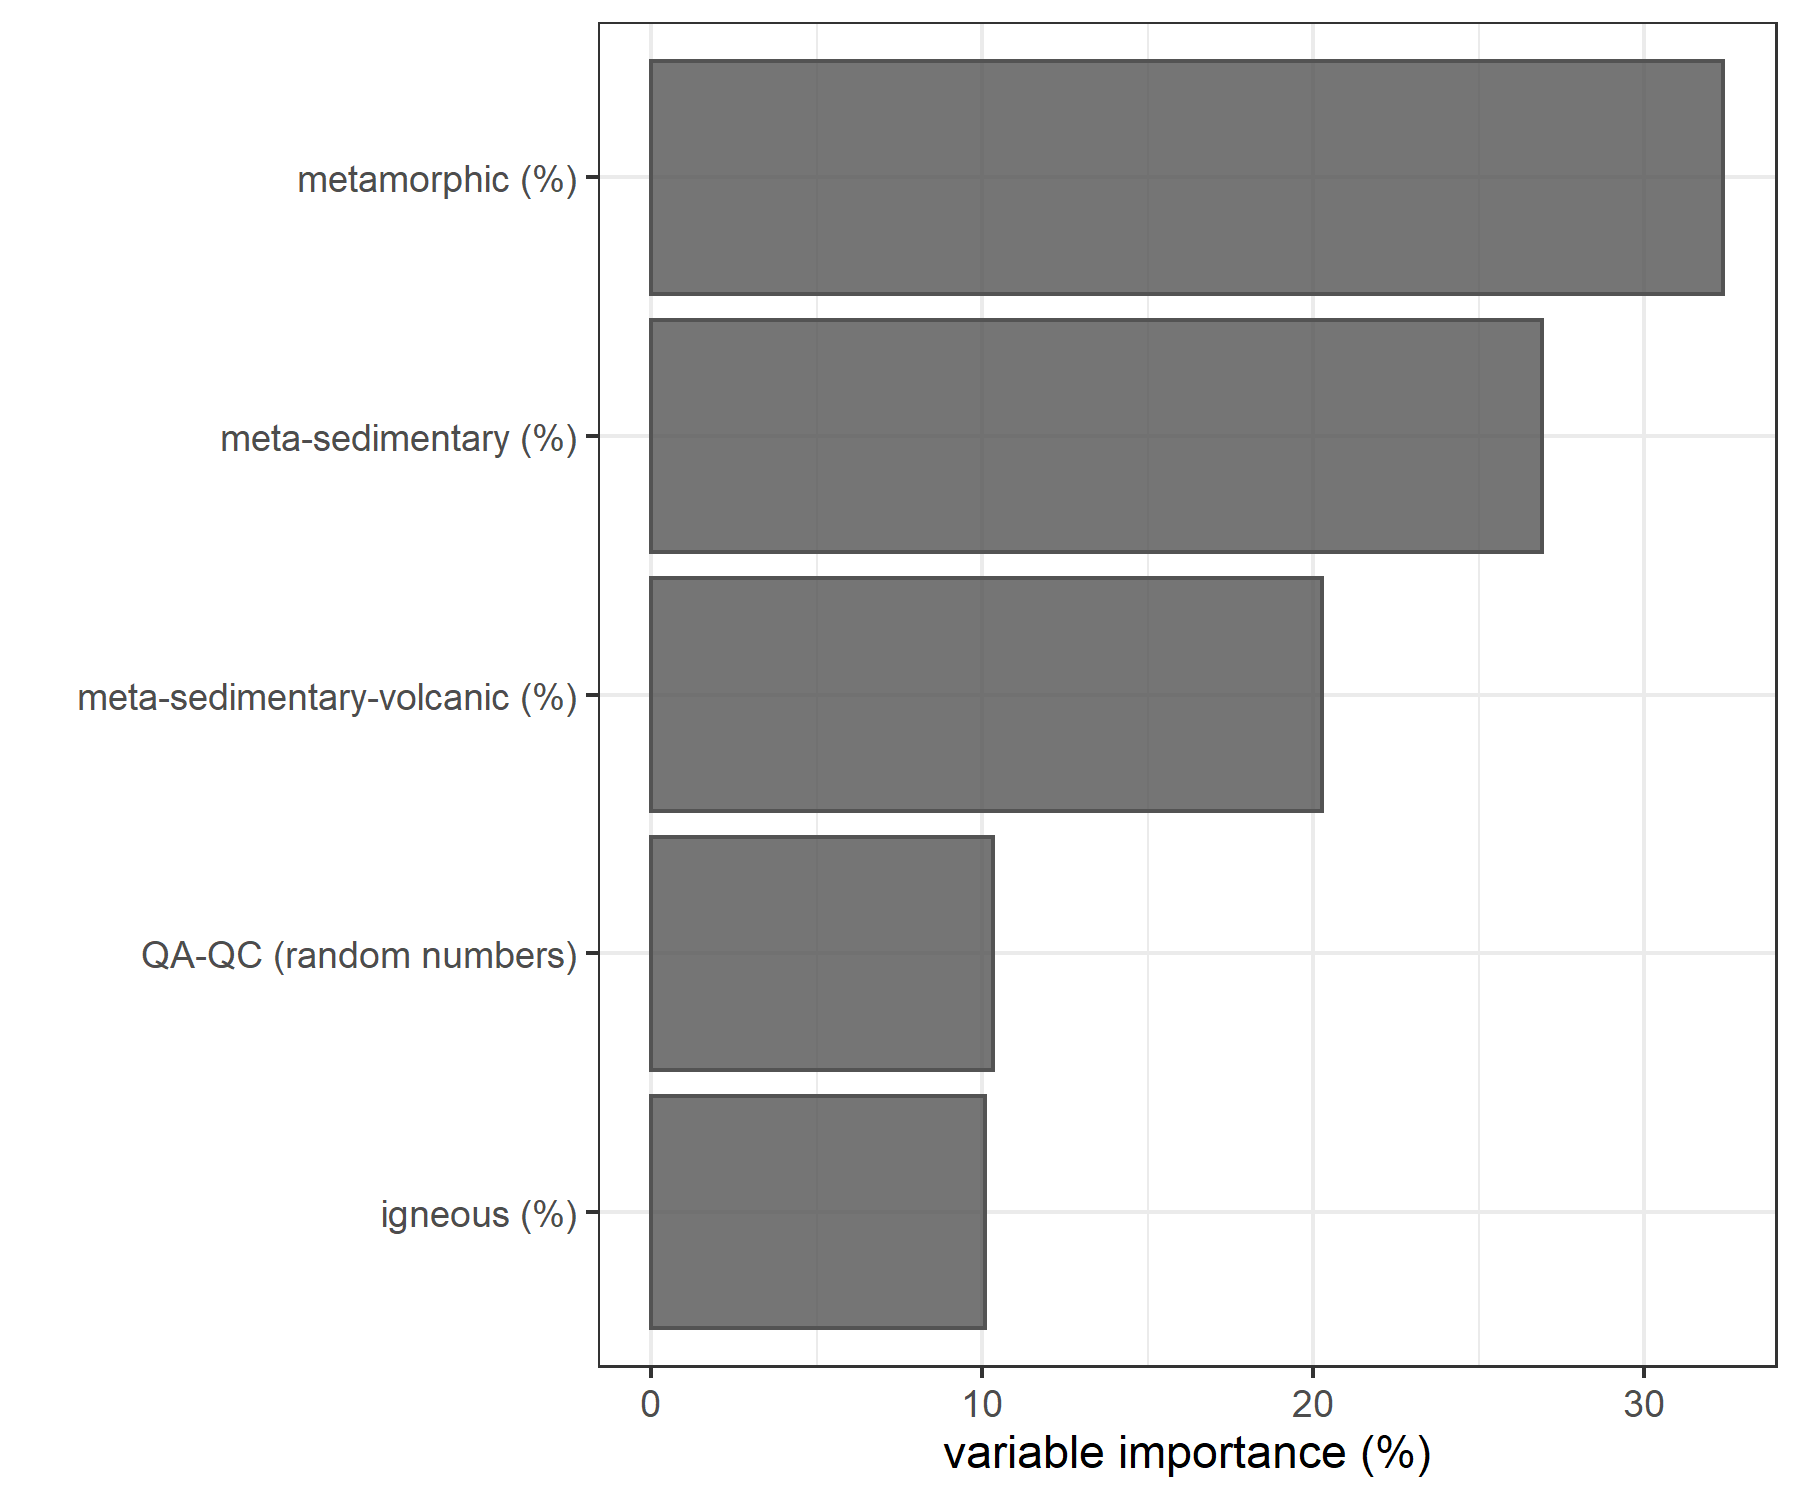 metamorphic (%)
meta-sedimentary (%)
meta-sedimentary-volcanic (%)
QA-QC (random numbers)
igneous (%)
0 10 20 30
variable importance (%)